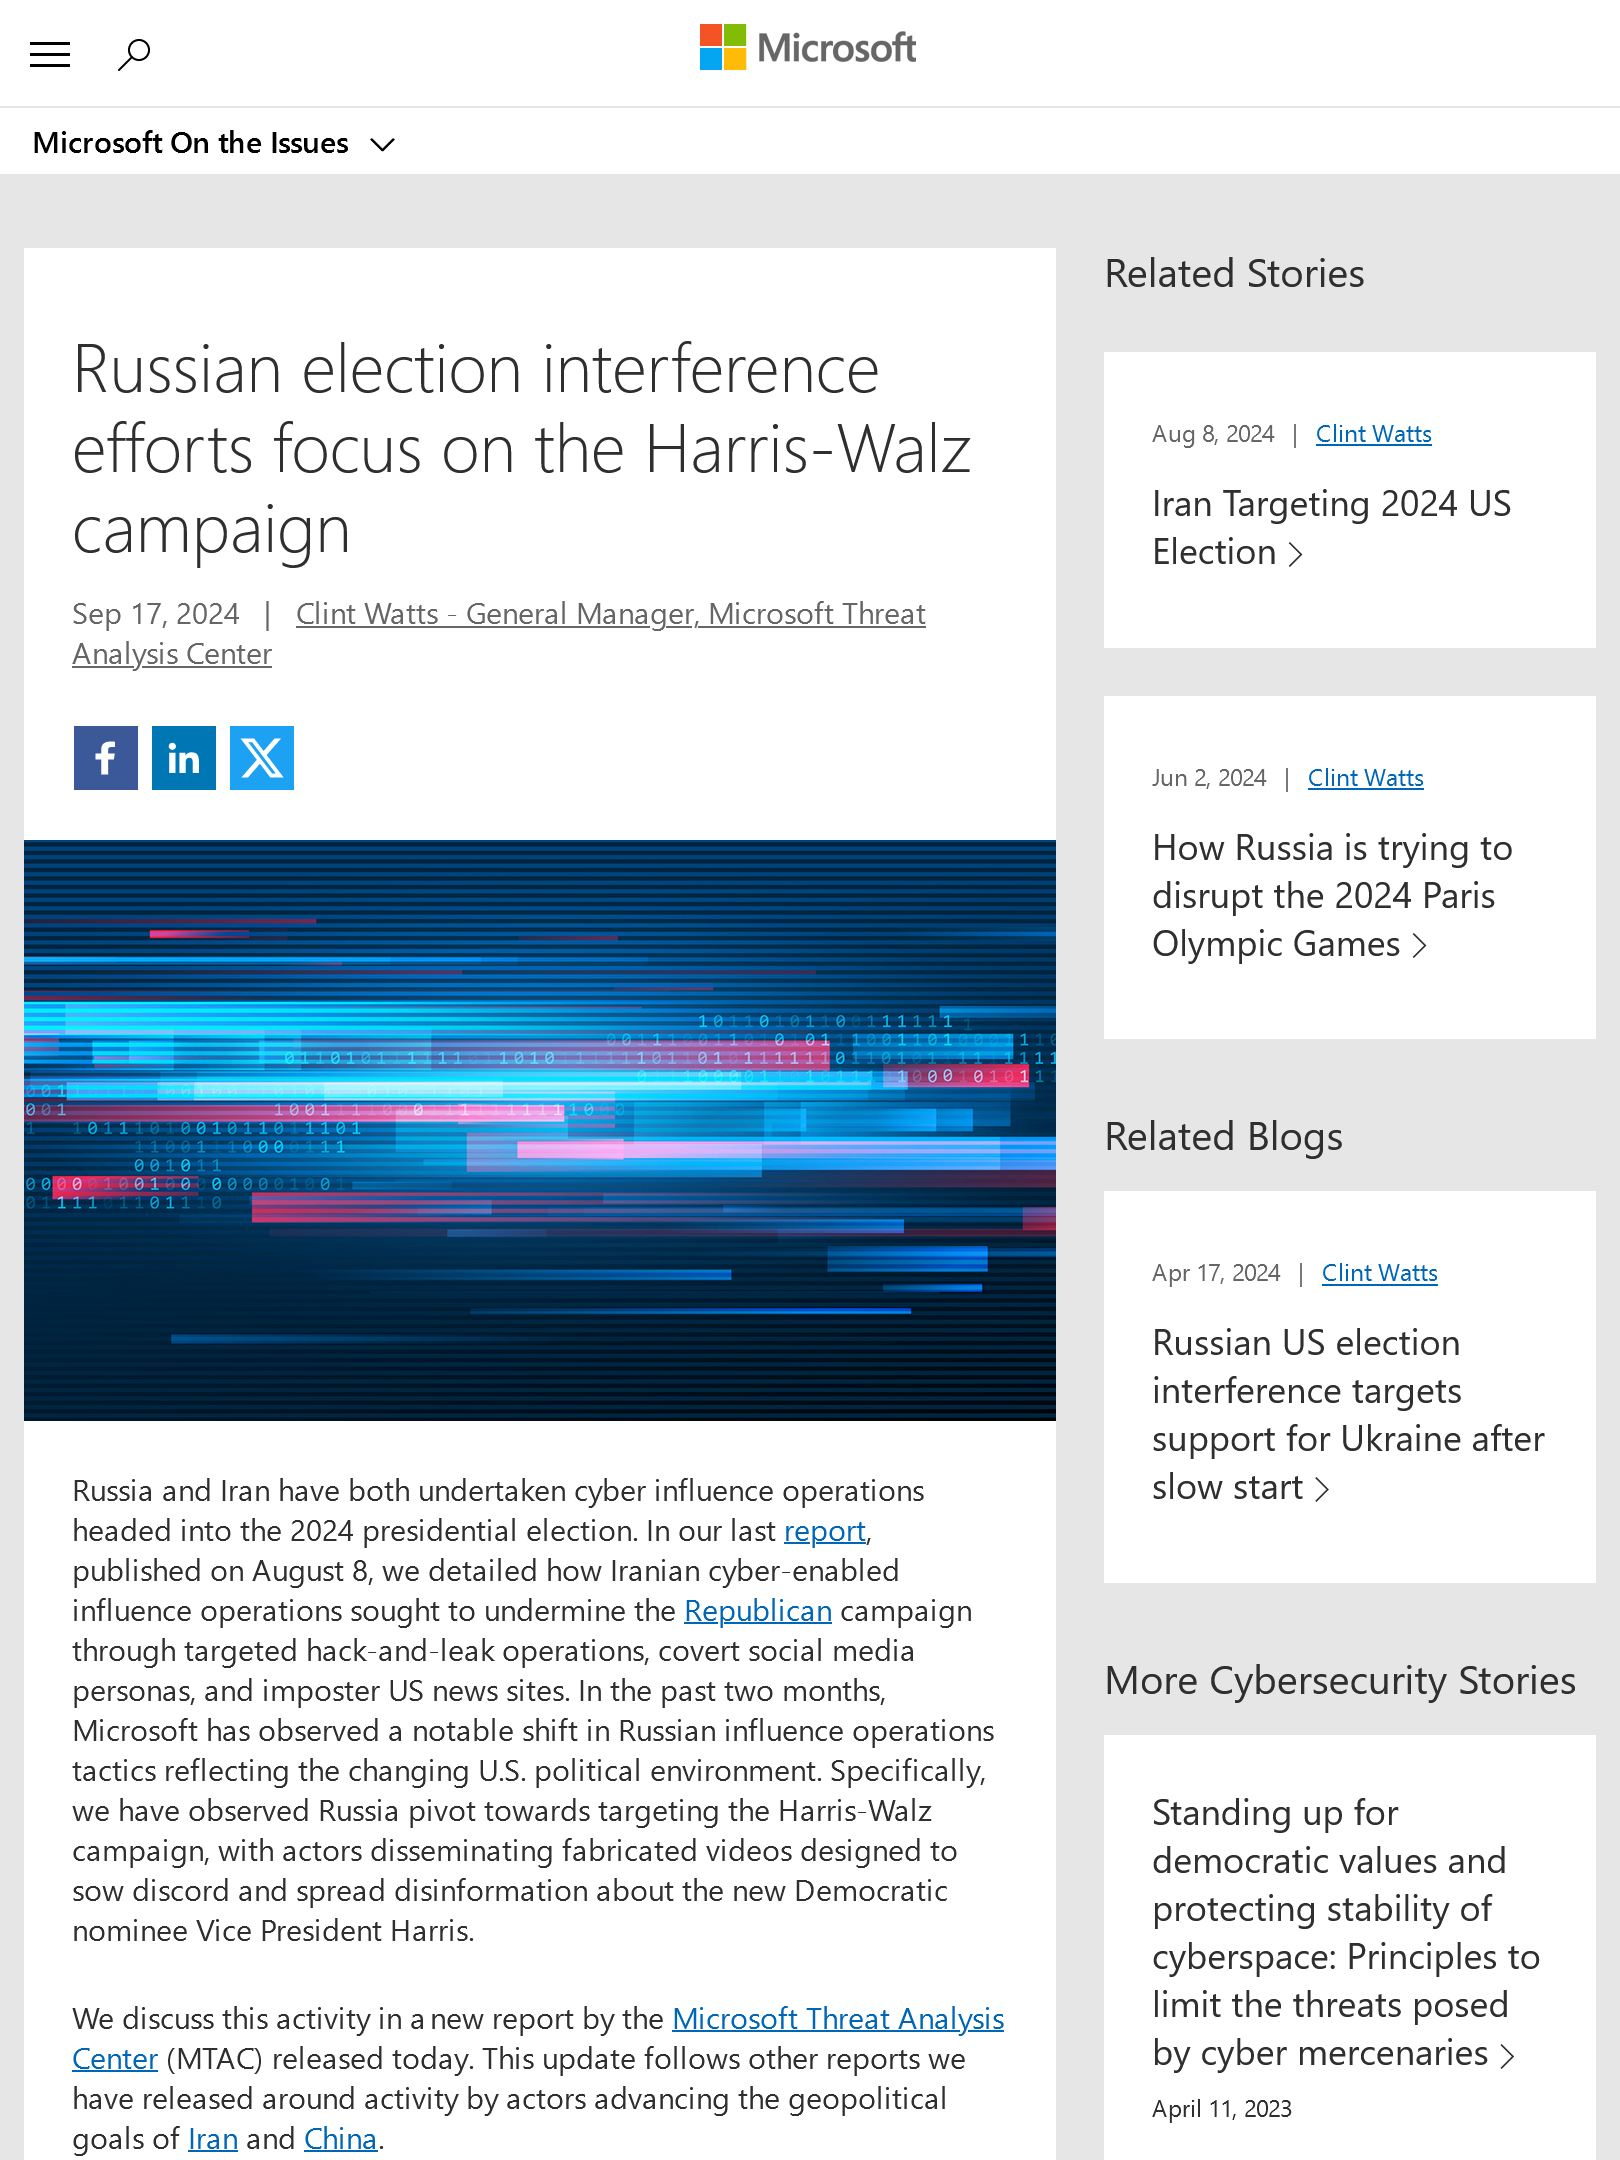 Microsoft
Microsoft On the Issues
Russian election interference
efforts focus on the Harris-Walz
campaign
Sep 17, 2024 | Clint Watts - General Manager, Microsoft Threat
Analysis Center
f
in
X
Russia and Iran have both undertaken cyber influence operations
headed into the 2024 presidential election. In our last report,
published on August 8, we detailed how Iranian cyber-enabled
influence operations sought to undermine the Republican campaign
through targeted hack-and-leak operations, covert social media
personas, and imposter US news sites. In the past two months,
Microsoft has observed a notable shift in Russian influence operations
tactics reflecting the changing U.S. political environment. Specifically,
we have observed Russia pivot towards targeting the Harris-Walz
campaign, with actors disseminating fabricated videos designed to
sow discord and spread disinformation about the new Democratic
nominee Vice President Harris.
We discuss this activity in a new report by the Microsoft Threat Analysis
Center (MTAC) released today. This update follows other reports we
have released around activity by actors advancing the geopolitical
goals of Iran and China.
Related Stories
Aug 8, 2024 | Clint Watts
Iran Targeting 2024 US
Election
Jun 2, 2024 | Clint Watts
How Russia is trying to
disrupt the 2024 Paris
Olympic Games
Related Blogs
Apr 17, 2024 | Clint Watts
Russian US election
interference targets
support for Ukraine after
slow start
More Cybersecurity Stories
Standing up for
democratic values and
protecting stability of
cyberspace: Principles to
limit the threats posed
by cyber mercenaries
April 11, 2023